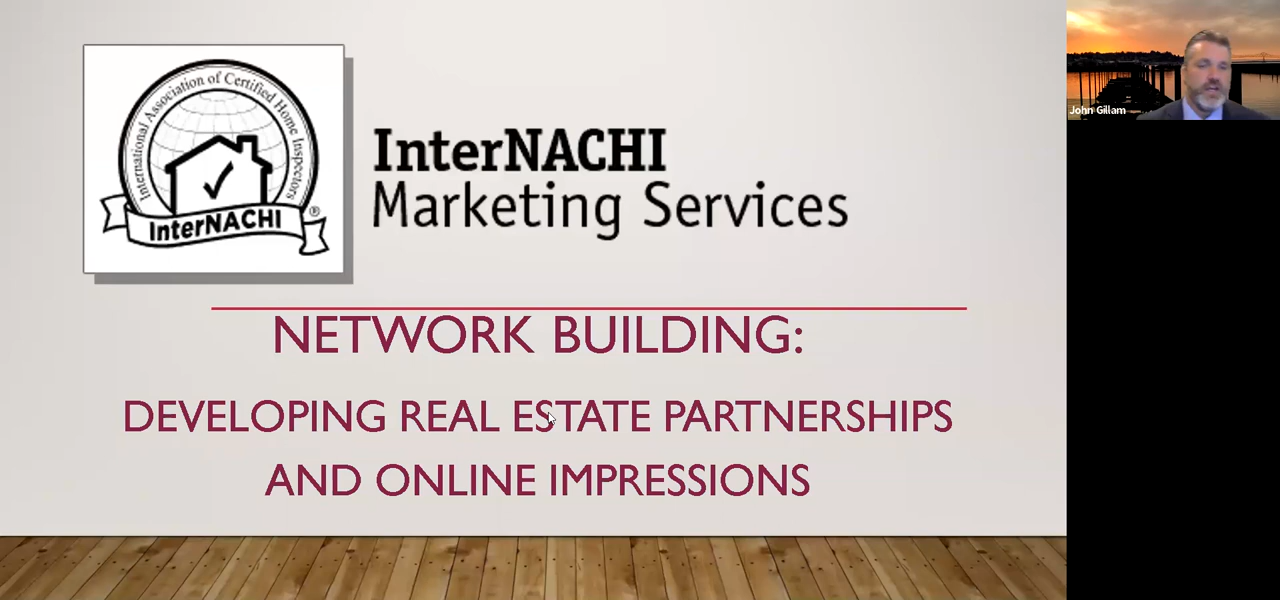 International Association of Certified Home Inspectors
InterNACHI
®
InterNACHI
Marketing Services
NETWORK BUILDING:
DEVELOPING REAL ESTATE PARTNERSHIPS
AND ONLINE IMPRESSIONS
John Gillam